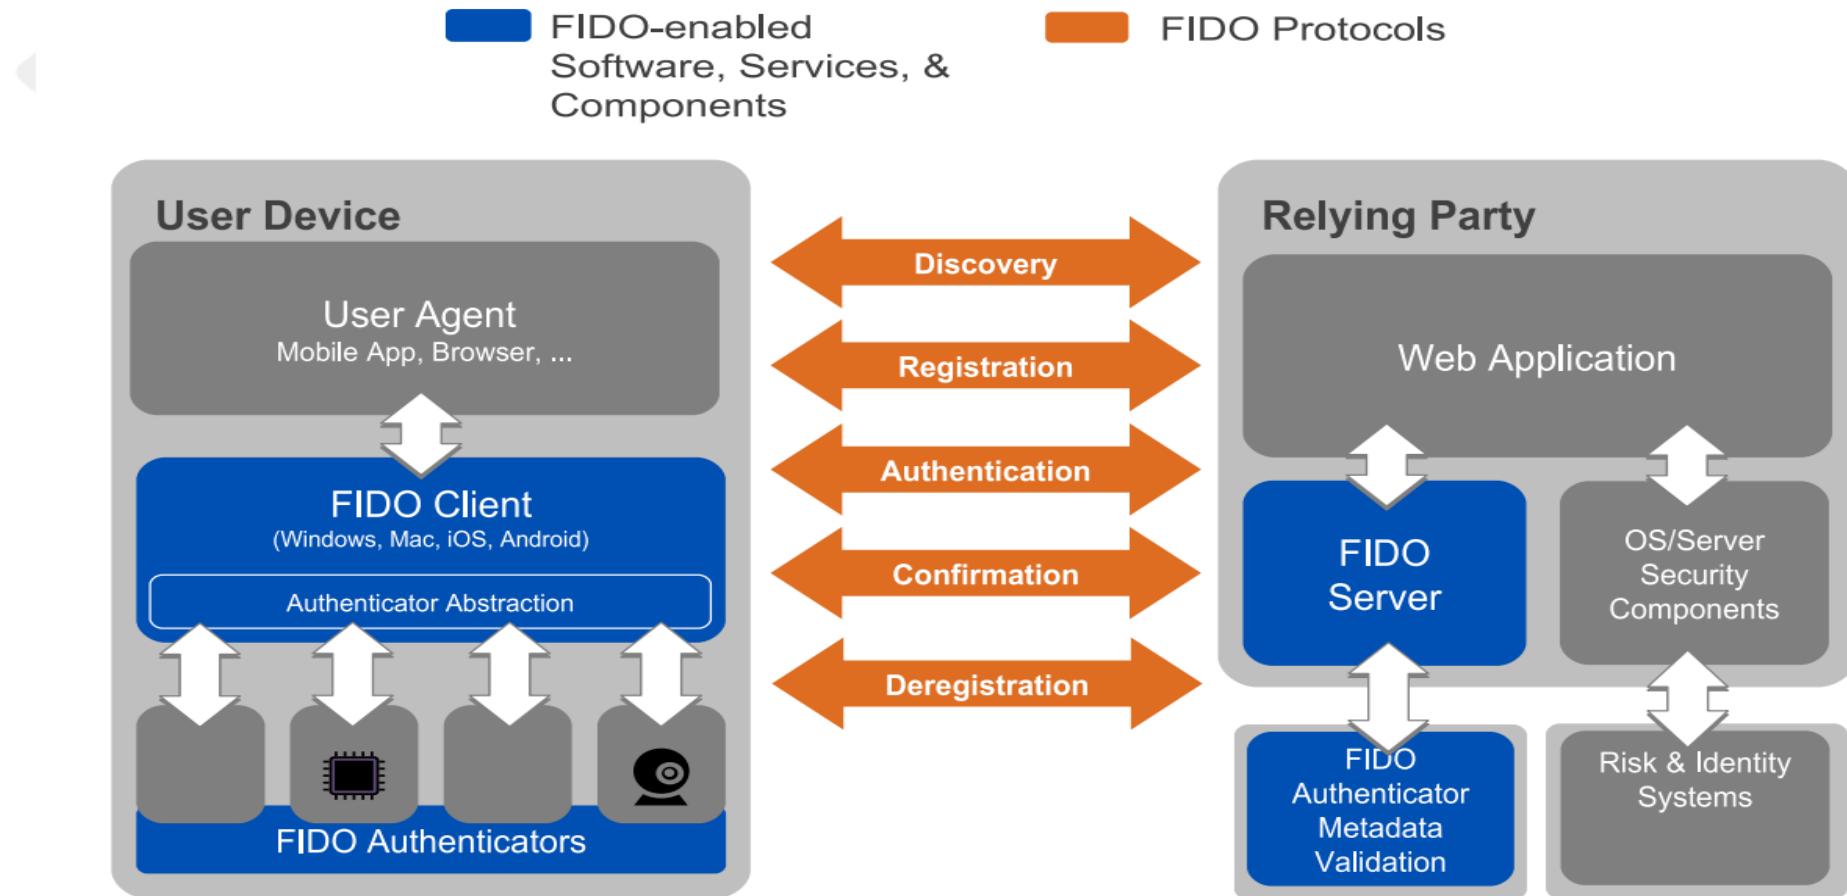 FIDO-enabled
Software, Services, &
Components
FIDO Protocols
User Device
User Agent
Mobile App, Browser, ...
FIDO Client
(Windows, Mac, iOS, Android)
Authenticator Abstraction
FIDO Authenticators
Discovery
Registration
Authentication
Confirmation
Deregistration
Relying Party
Web Application
FIDO
Server
OS/Server
Security
Components
FIDO
Authenticator
Metadata
Validation
Risk & Identity
Systems